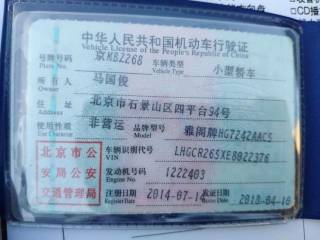 中华人民共和国机动车行驶证
Vehicle License of the People's Republic of China
号牌号码 京KBZ268 车辆类型 小型轿车
Vehicle Type
所有人 马国俊
Owner
住址 北京市石景山区四平台94号
Address
使用性质 非营运 品牌型号 雅阁牌HG7242AAC5
Use Character Model
北京市公 车辆识别代号 LHGCR265XE8022376
VIN
安局公安 发动机号码 1222403
Engine No.
交通管理局 注册日期 2014-07-14 发证日期 2018-04-10
Register Date Issue Date